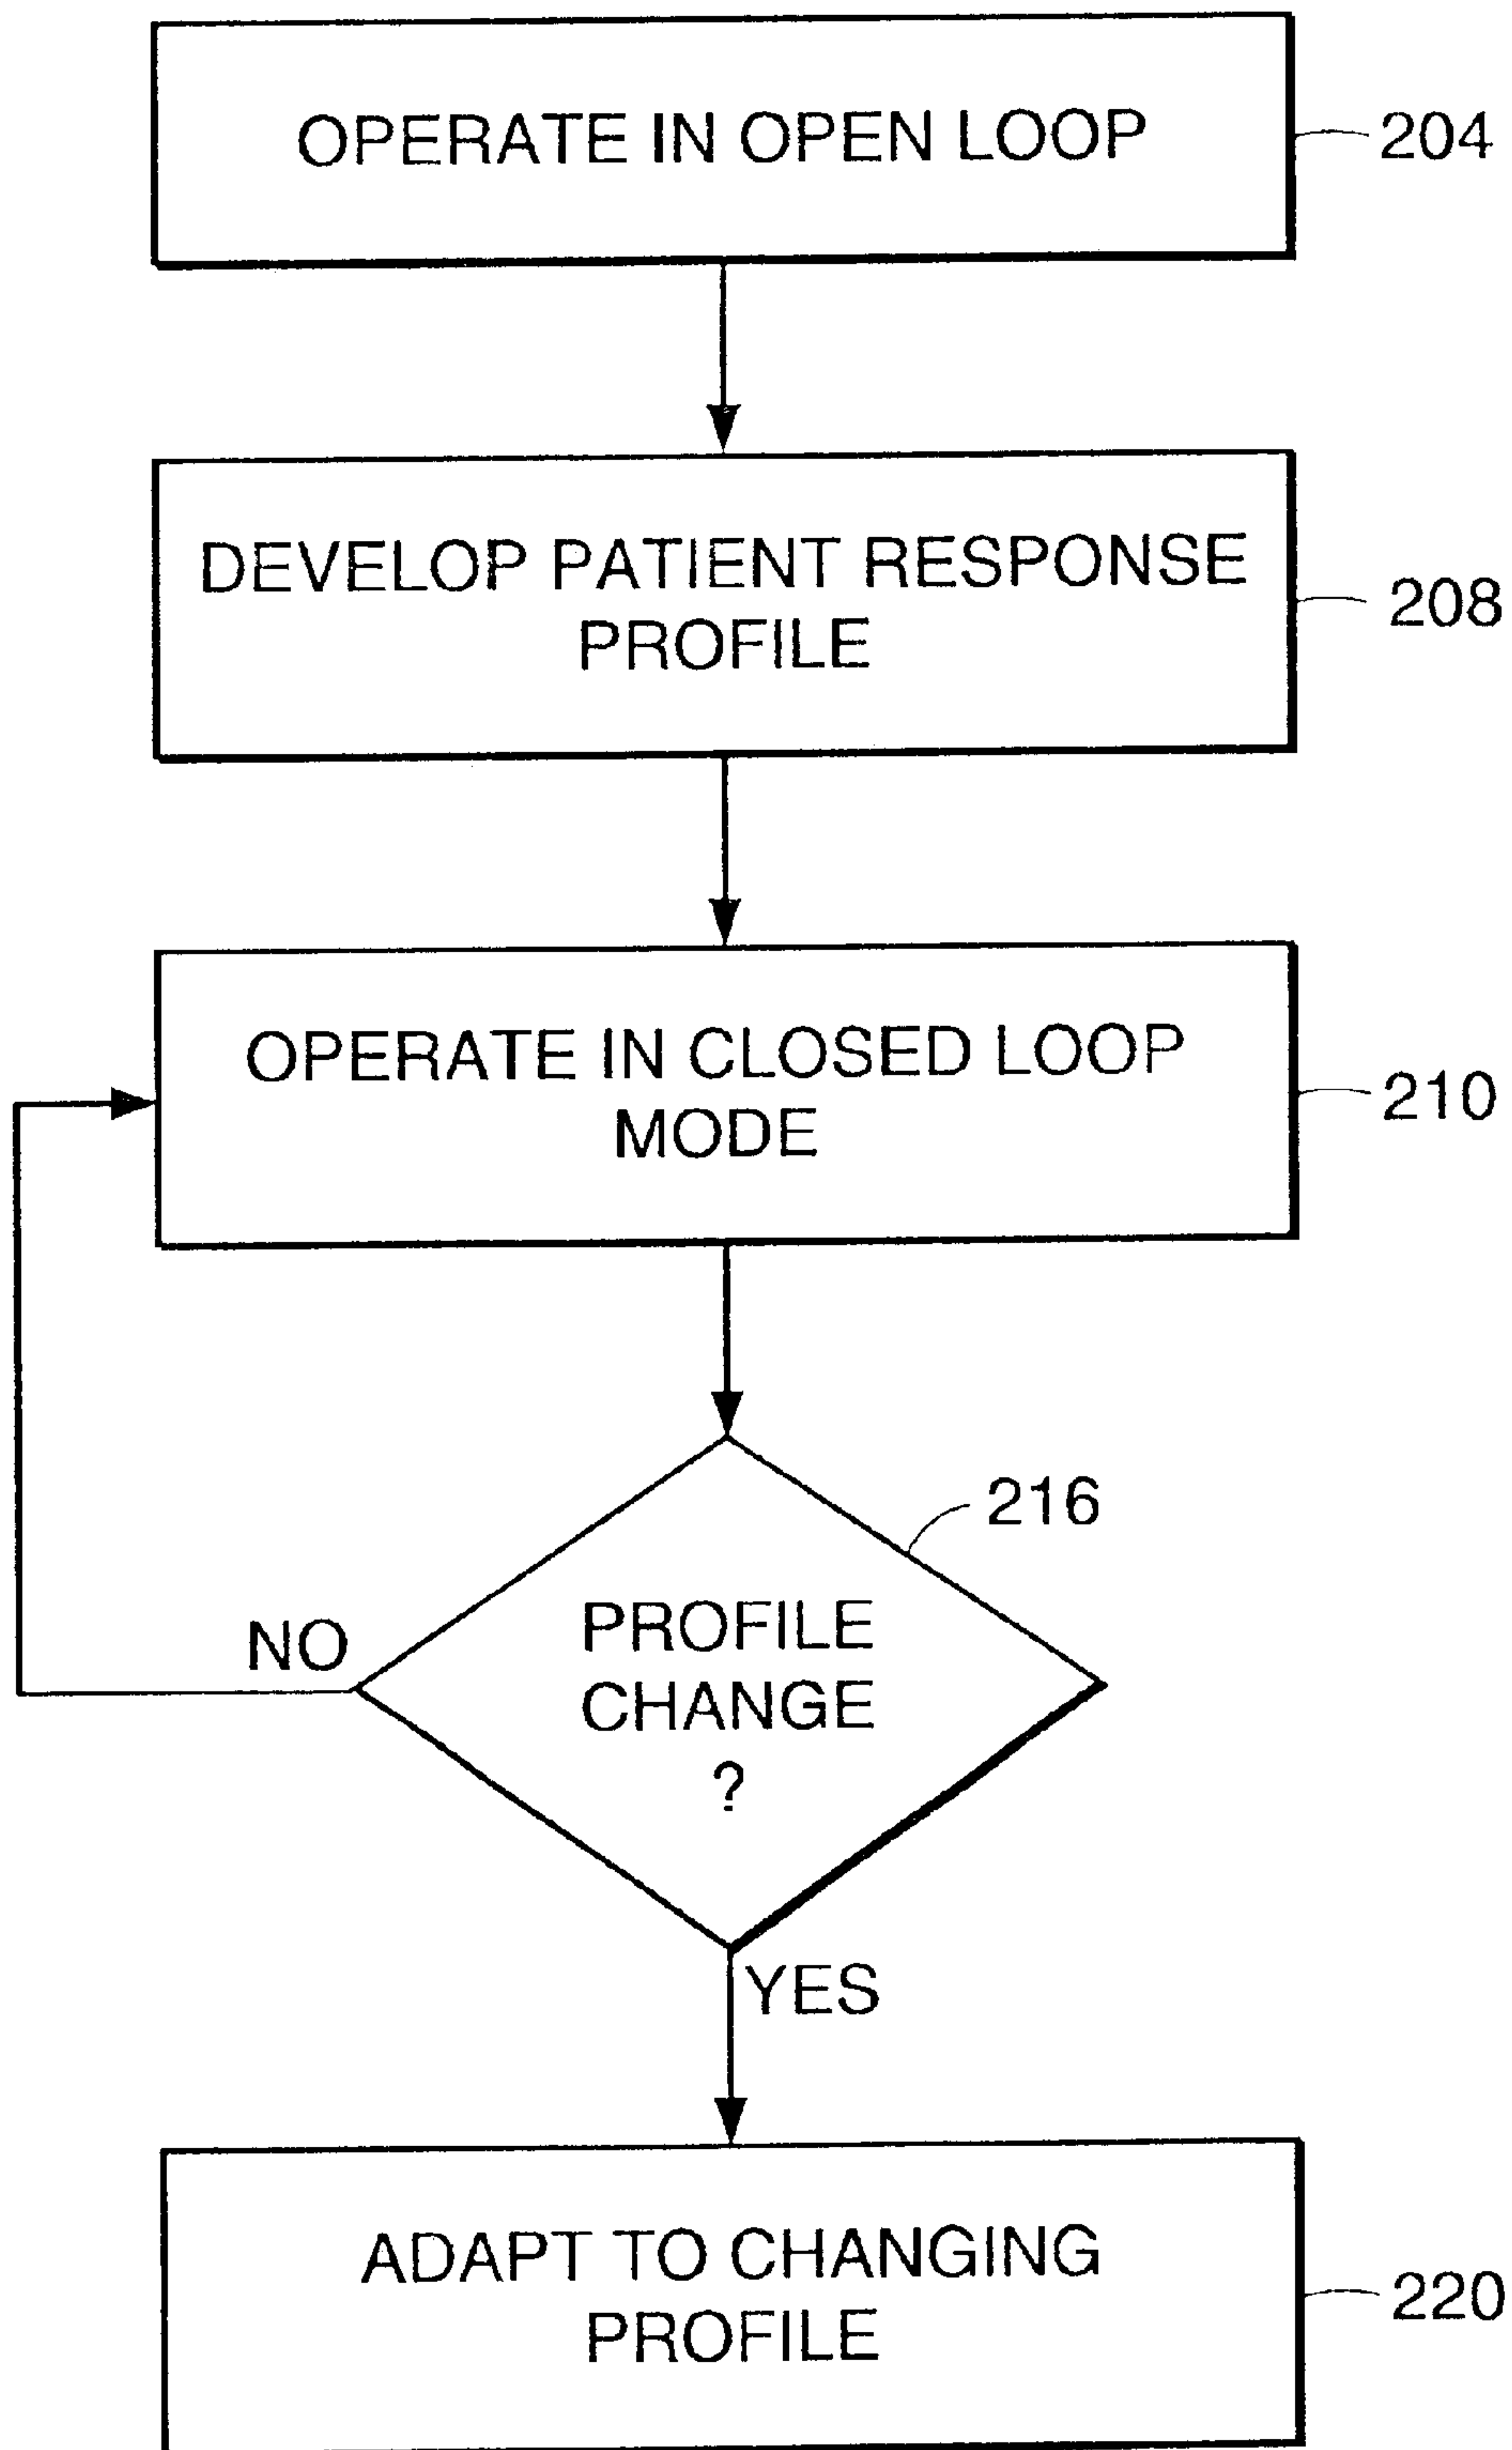 OPERATE IN OPEN LOOP
204
DEVELOP PATIENT RESPONSE
PROFILE
208
OPERATE IN CLOSED LOOP
MODE
210
216
PROFILE
CHANGE
?
NO
YES
ADAPT TO CHANGING
PROFILE
220